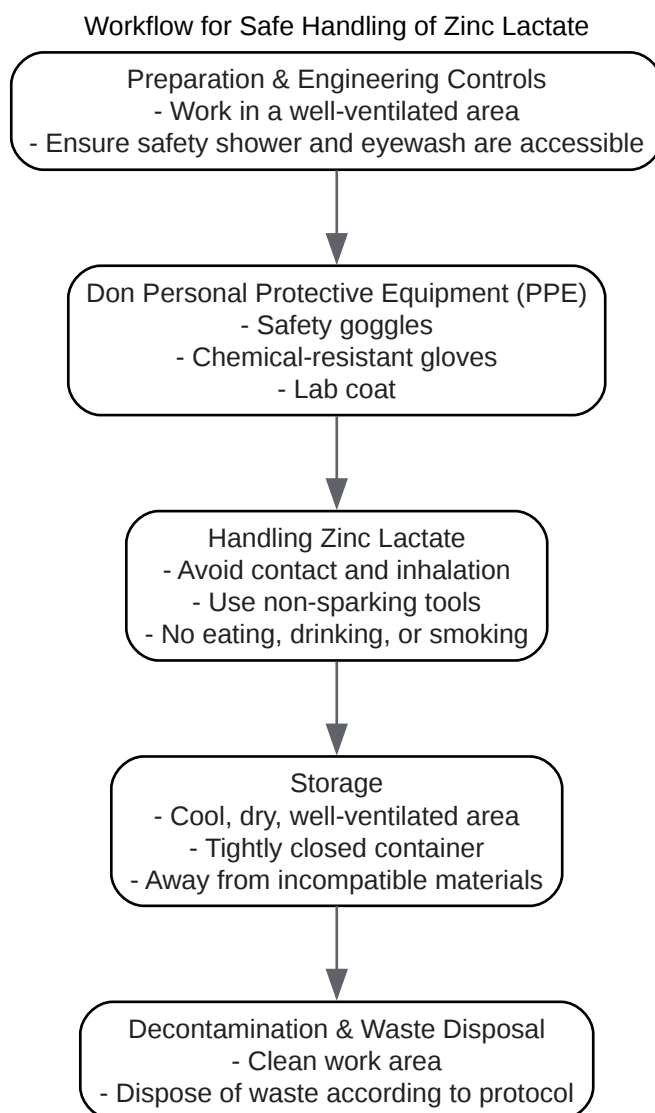 Workflow for Safe Handling of Zinc Lactate
Preparation & Engineering Controls
- Work in a well-ventilated area
- Ensure safety shower and eyewash are accessible
Don Personal Protective Equipment (PPE)
- Safety goggles
- Chemical-resistant gloves
- Lab coat
Handling Zinc Lactate
- Avoid contact and inhalation
- Use non-sparking tools
- No eating, drinking, or smoking
Storage
- Cool, dry, well-ventilated area
- Tightly closed container
- Away from incompatible materials
Decontamination & Waste Disposal
- Clean work area
- Dispose of waste according to protocol